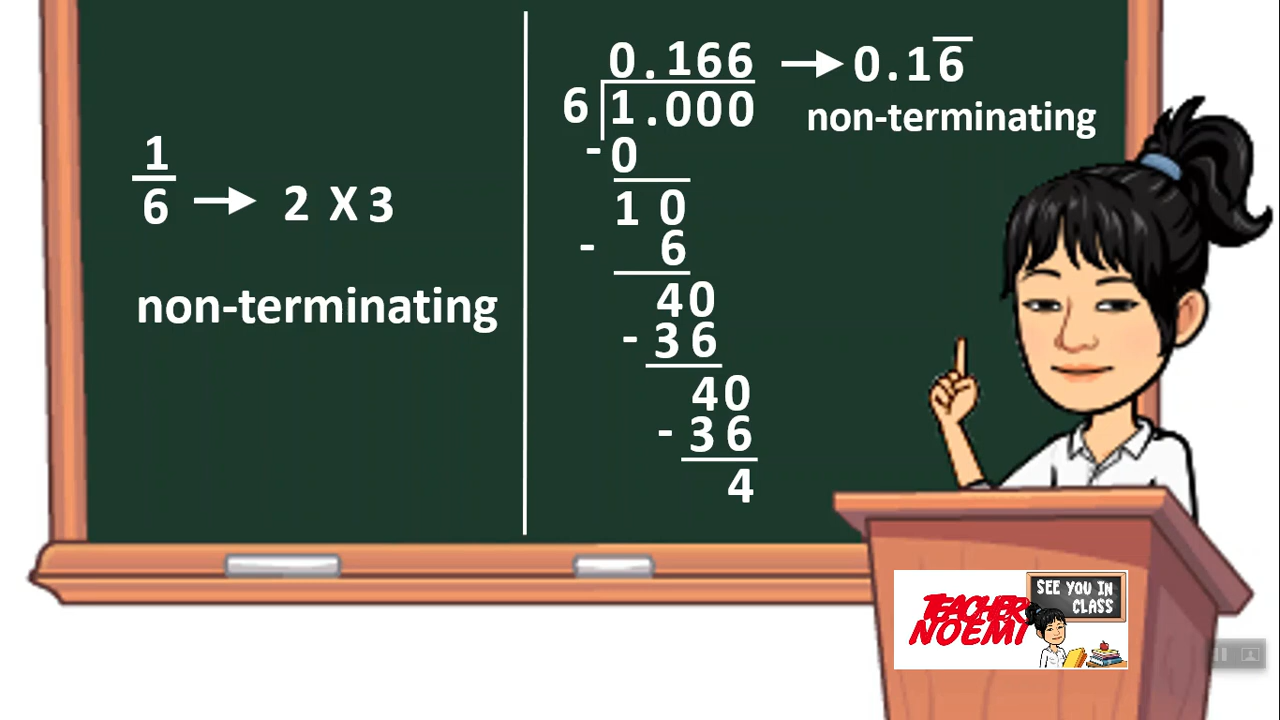 1
6 → 2 X 3
non-terminating
0.166 → 0.16̅
6 1.000
non-terminating
- 0
1 0
- 6
40
- 36
40
- 36
4
SEE YOU IN
CLASS
TEACHER
NOEMI